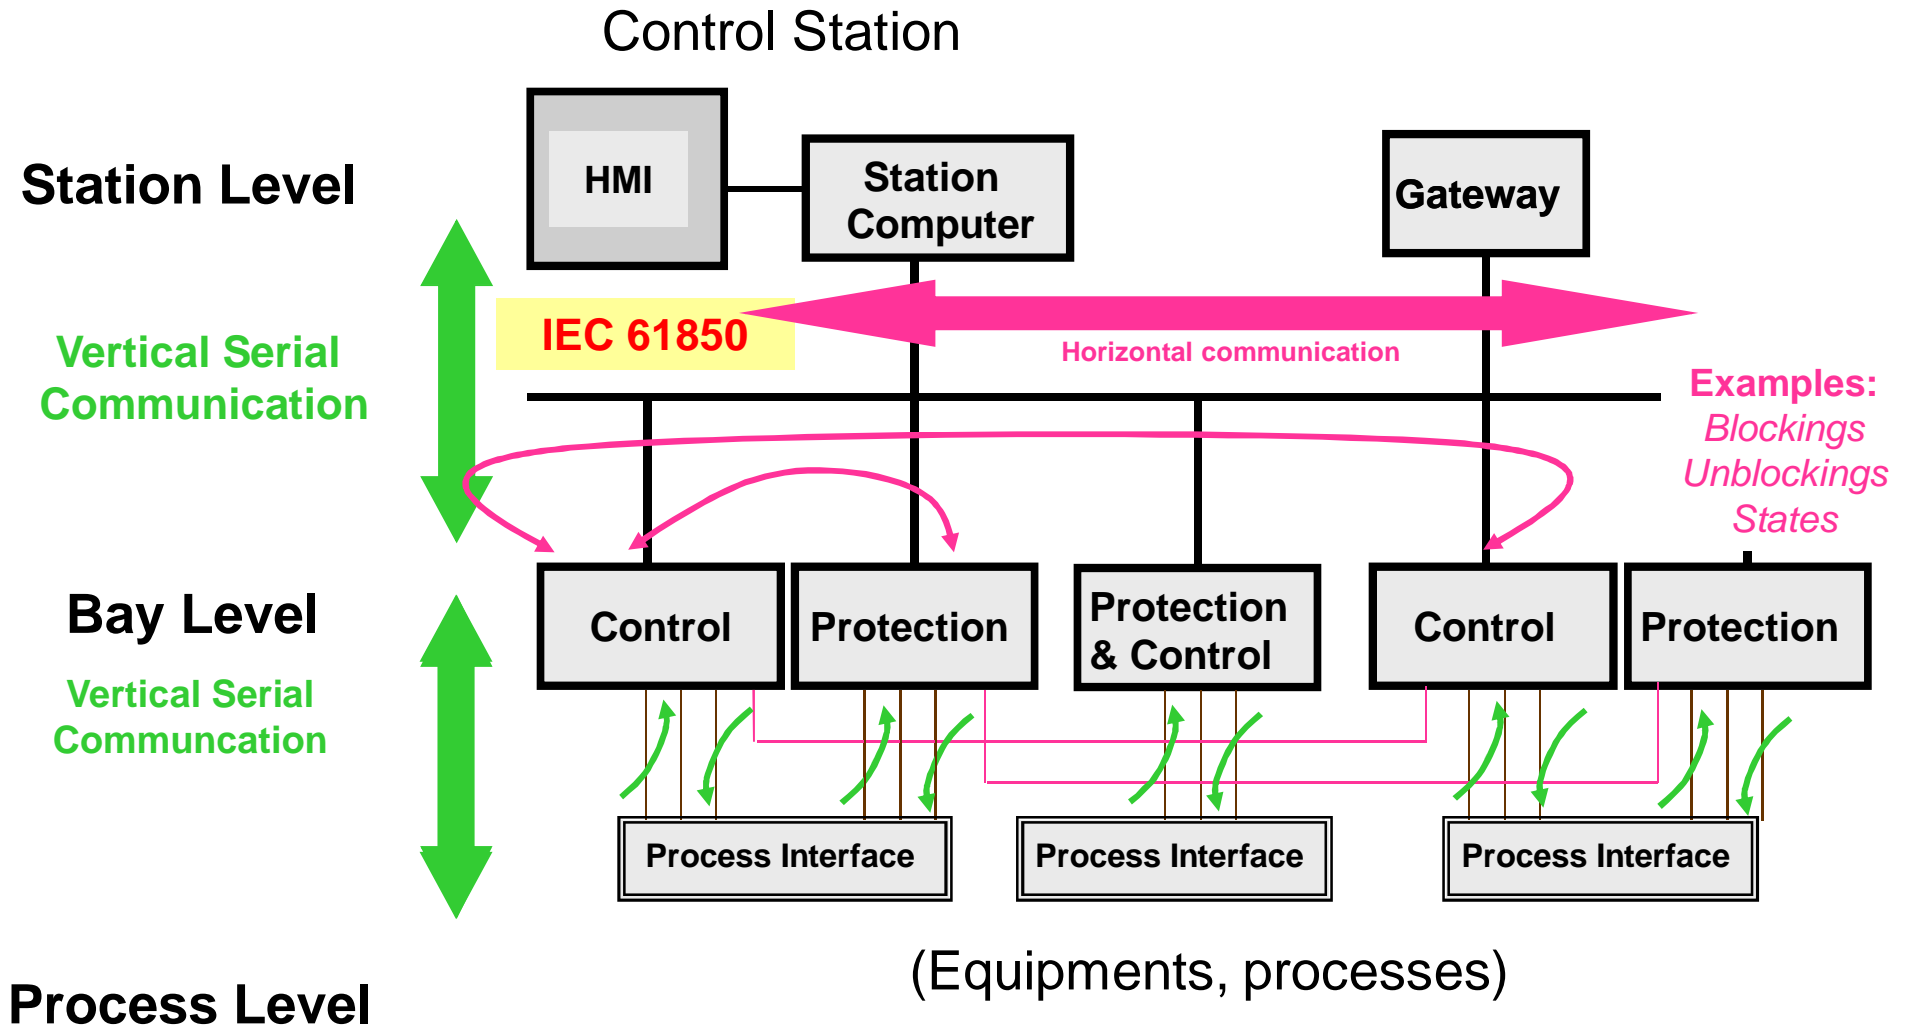 Control Station
Station Level
HMI
Station
Computer
Gateway
IEC 61850
Horizontal communication
Vertical Serial
Communication
Examples:
Blockings
Unblockings
States
Bay Level
Control
Protection
Protection
& Control
Control
Protection
Vertical Serial
Communcation
Process Interface
Process Interface
Process Interface
(Equipments, processes)
Process Level